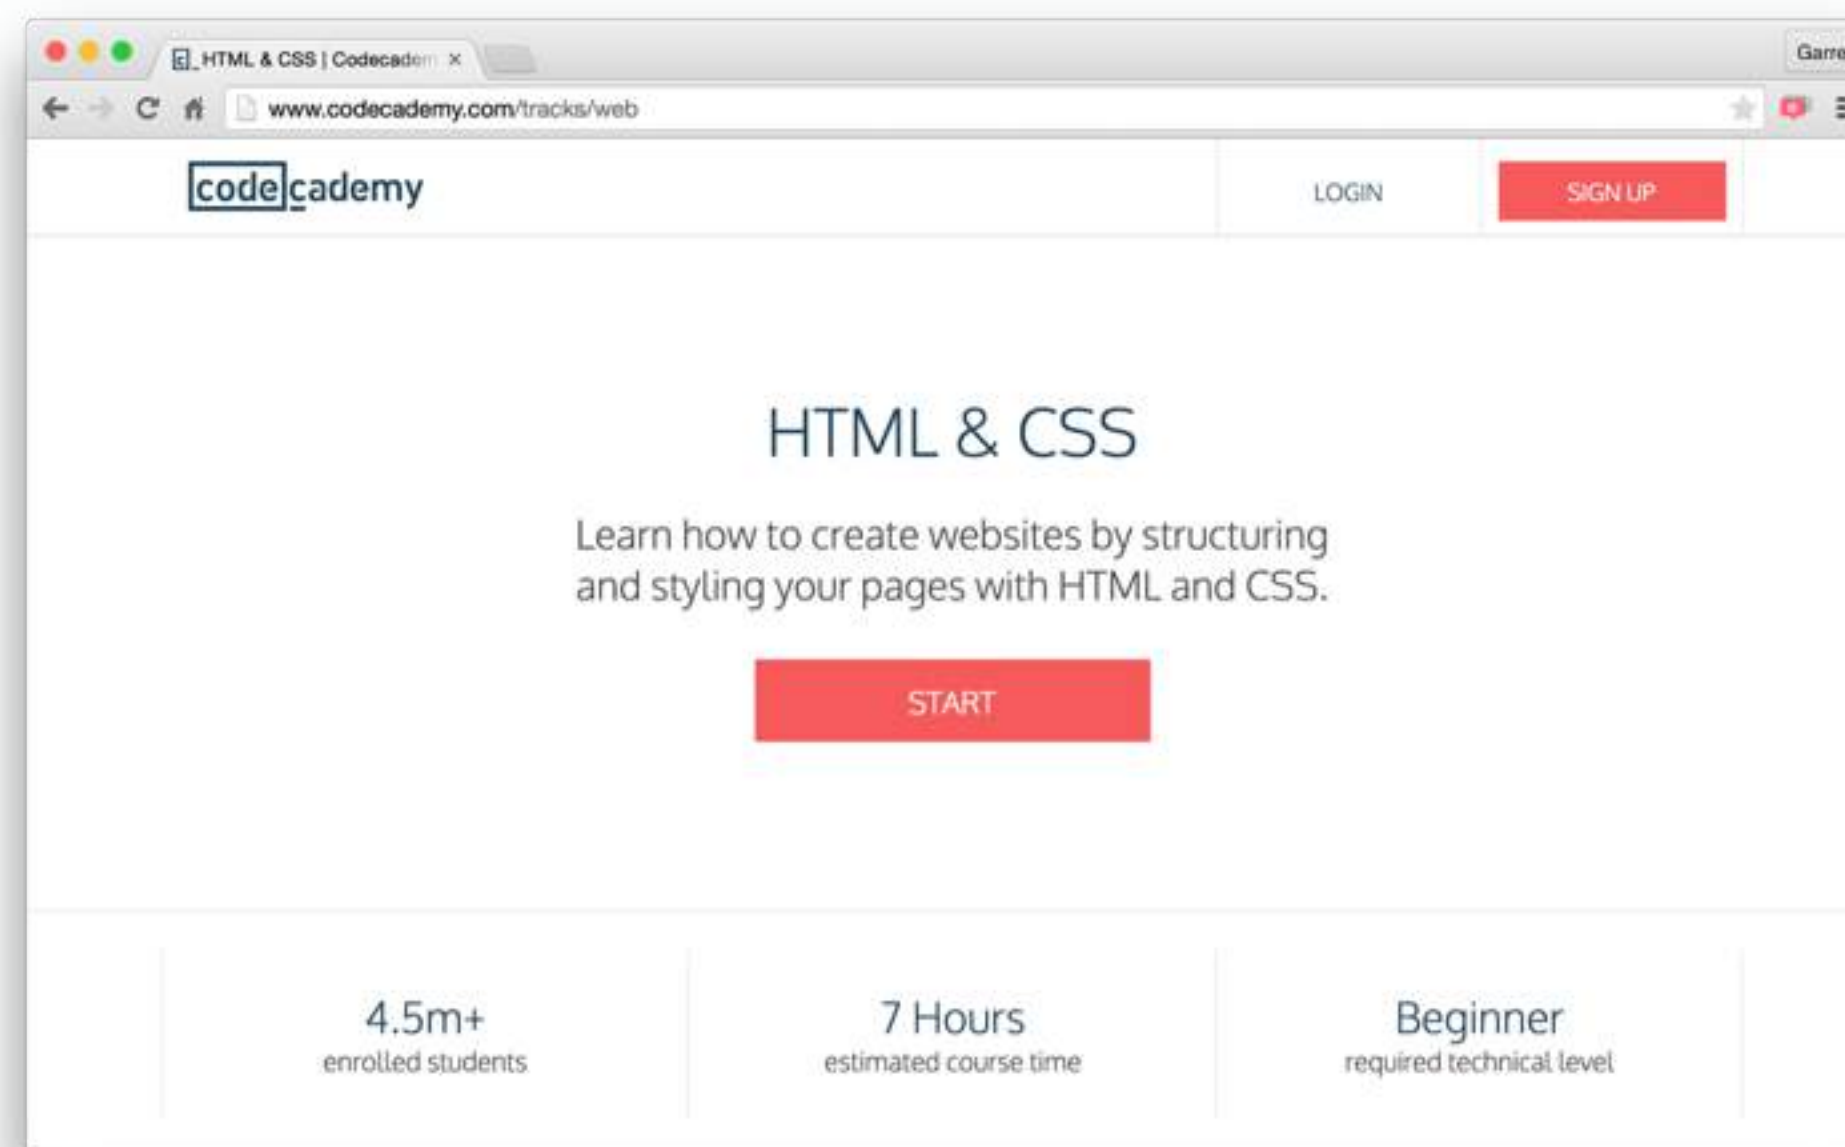 HTML & CSS | Codecadem
Garre
www.codecademy.com/tracks/web
codecademy
LOGIN
SIGN UP
HTML & CSS
Learn how to create websites by structuring
and styling your pages with HTML and CSS.
START
4.5m+
enrolled students
7 Hours
estimated course time
Beginner
required technical level